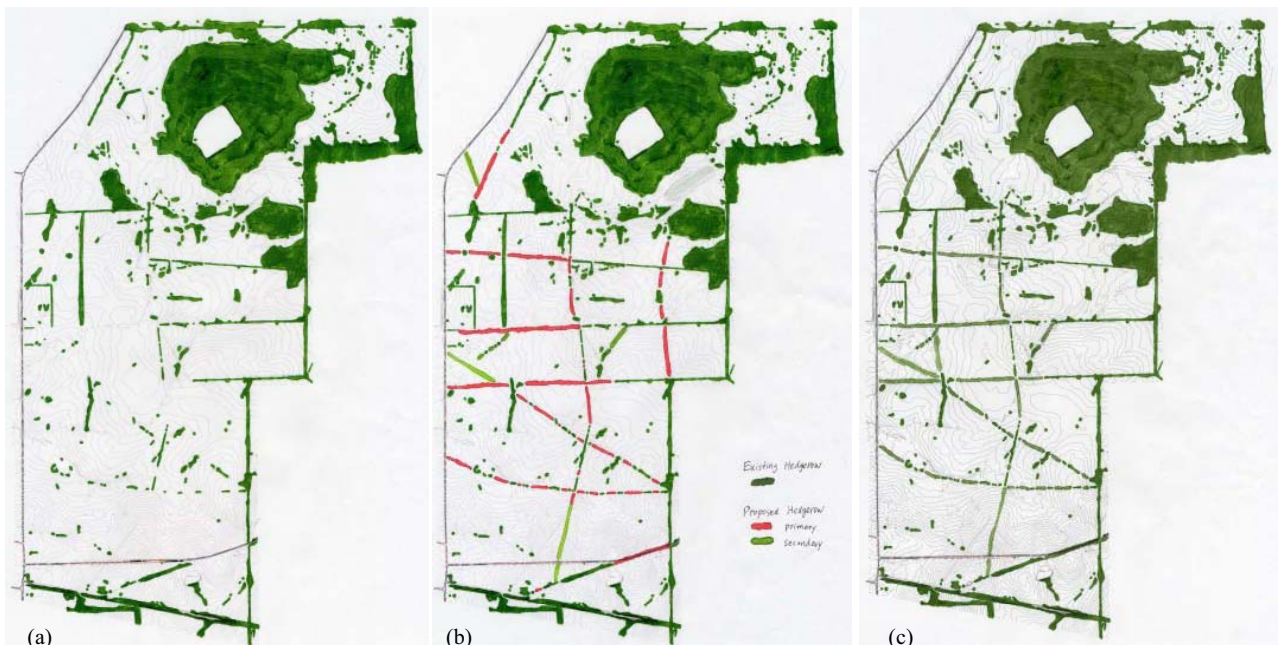 Existing Hedgerow
Proposed Hedgerow
primary
secondary
(a)
(b)
(c)